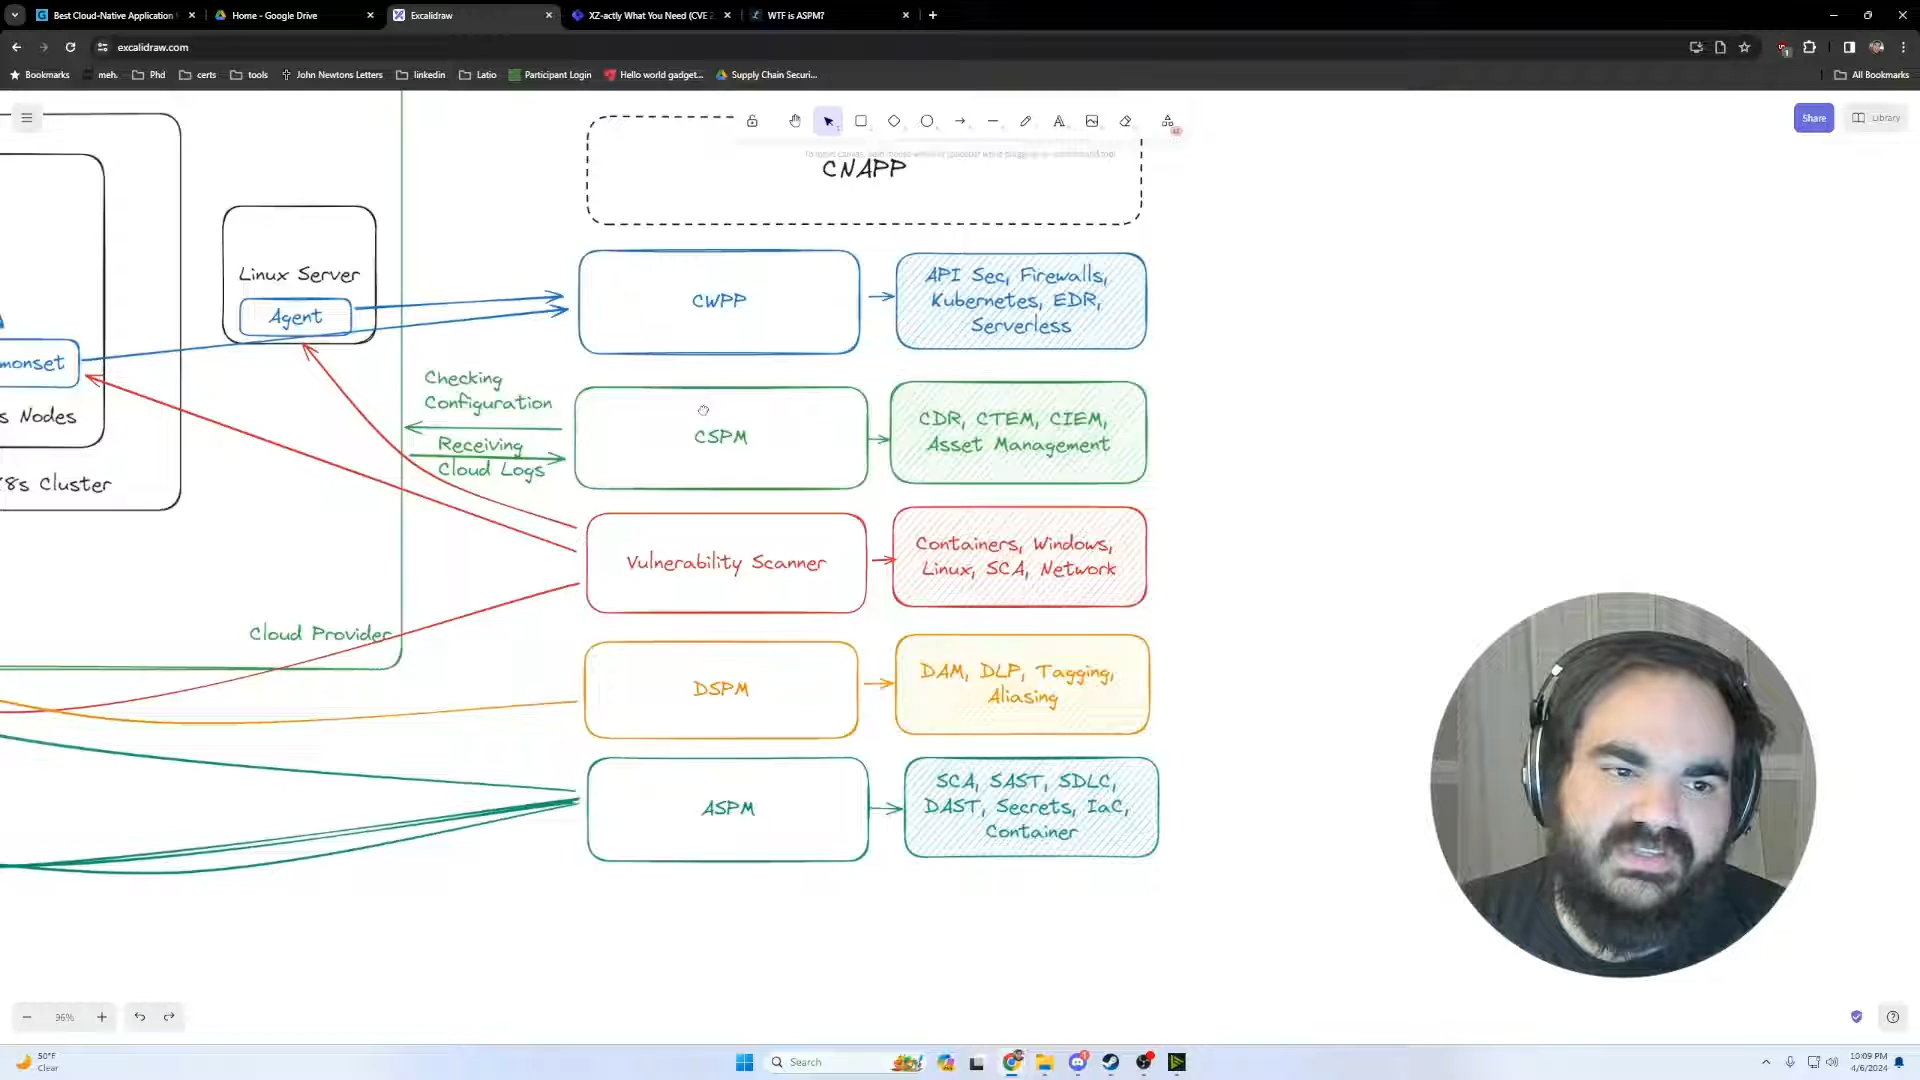 Best Cloud-Native Application
Home - Google Drive
Excalidraw
XZ-actly What You Need (CVE 2
WTF is ASPM?
excalidraw.com
Bookmarks
meh.
Phd
certs
tools
John Newtons Letters
linkedin
Latio
Participant Login
Hello world gadget...
Supply Chain Securi...
All Bookmarks
Share
Library
CNAPP
Linux Server
Agent
monset
s Nodes
8s Cluster
Cloud Provider
Checking
Configuration
Receiving
Cloud Logs
CWPP
API Sec, Firewalls,
Kubernetes, EDR,
Serverless
CSPM
CDR, CTEM, CIEM,
Asset Management
Vulnerability Scanner
Containers, Windows,
Linux, SCA, Network
DSPM
DAM, DLP, Tagging,
Aliasing
ASPM
SCA, SAST, SDLC,
DAST, Secrets, IaC,
Container
96%
50°F
Clear
Search
10:09 PM
4/6/2024